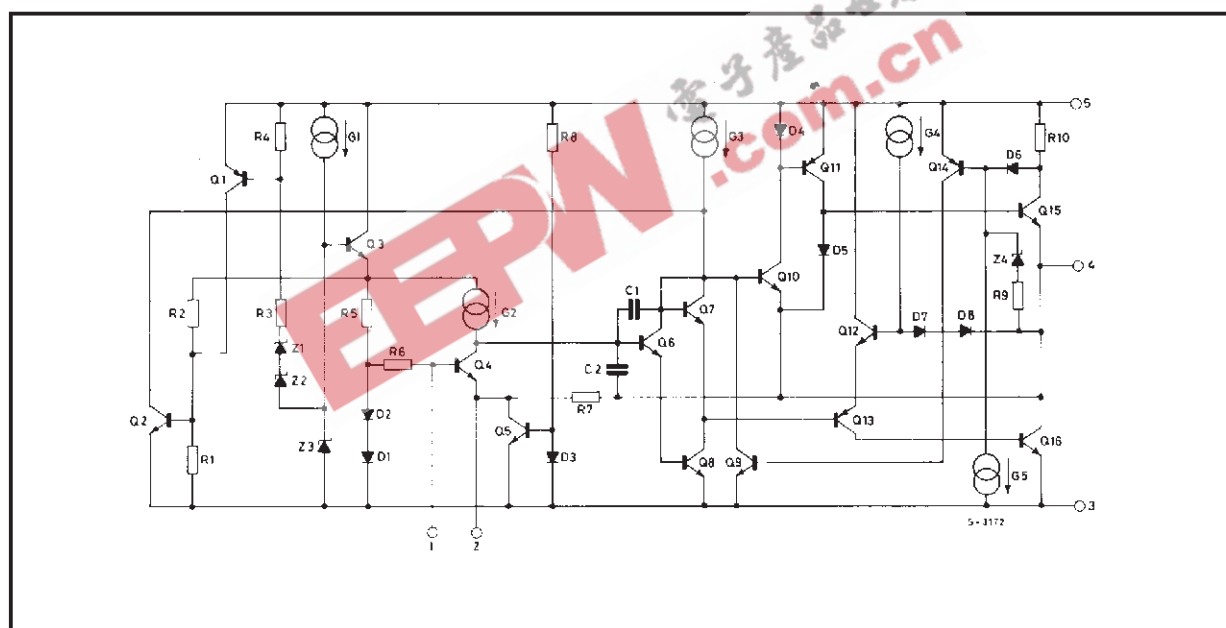 電子產品世界
.com.cn
EEPW
5
R4
G1
R8
G3
D4
G4
R10
Q1
Q11
Q14
D6
Q15
Q3
Z4
4
R2
R3
R5
G2
C1
Q10
D5
R9
Q7
Q12
D7
D8
Z1
R6
Q4
Q6
Z2
C2
Q2
D2
R7
Q13
Q5
Q16
R1
Z3
D1
D3
Q8
Q9
G5
3
S-3172
1
2